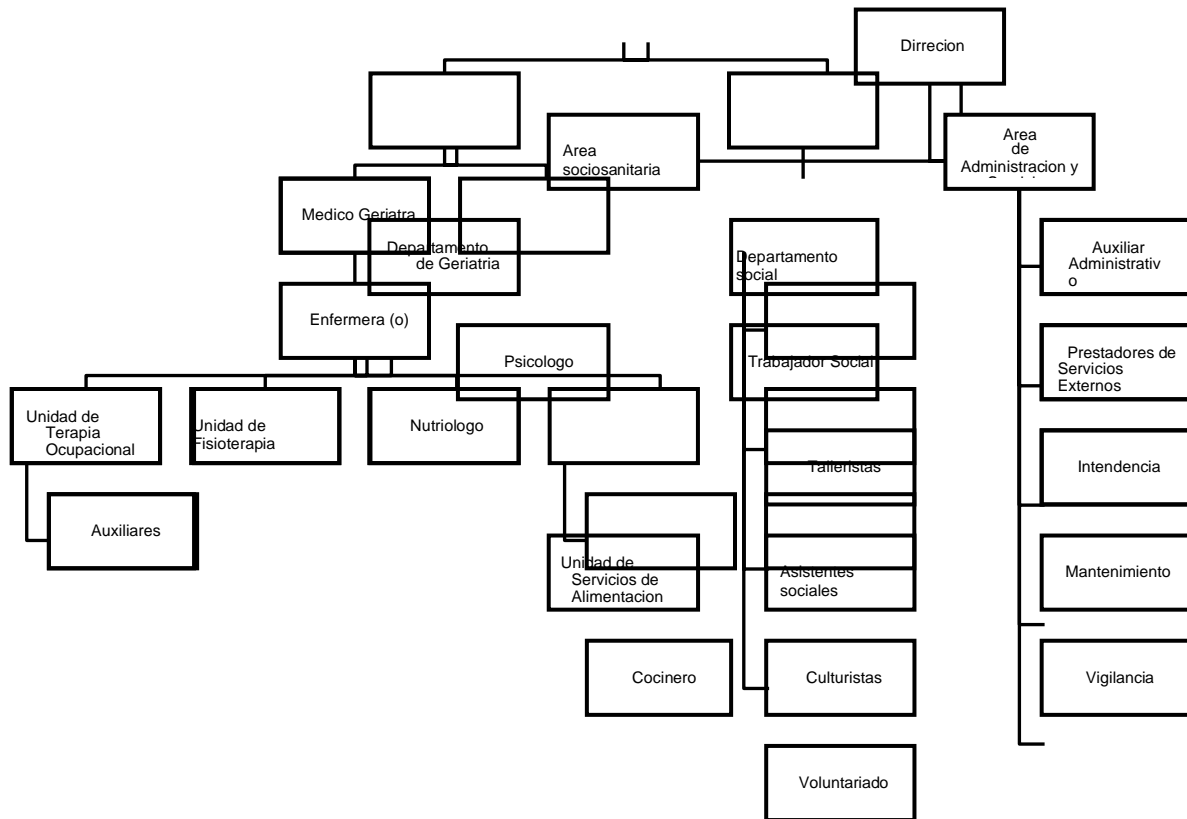 Dirrecion
Area
de
Administracion y
Area
sociosanitaria
Medico Geriatra
Departamento
de Geriatria
Departamento
social
Auxiliar
Administrativ
o
Enfermera (o)
Psicologo
Trabajador Social
Prestadores de
Servicios
Externos
Unidad de
Terapia
Ocupacional
Unidad de
Fisioterapia
Nutriologo
Talleristas
Intendencia
Auxiliares
Unidad de
Servicios de
Alimentacion
Asistentes
sociales
Mantenimiento
Cocinero
Culturistas
Vigilancia
Voluntariado